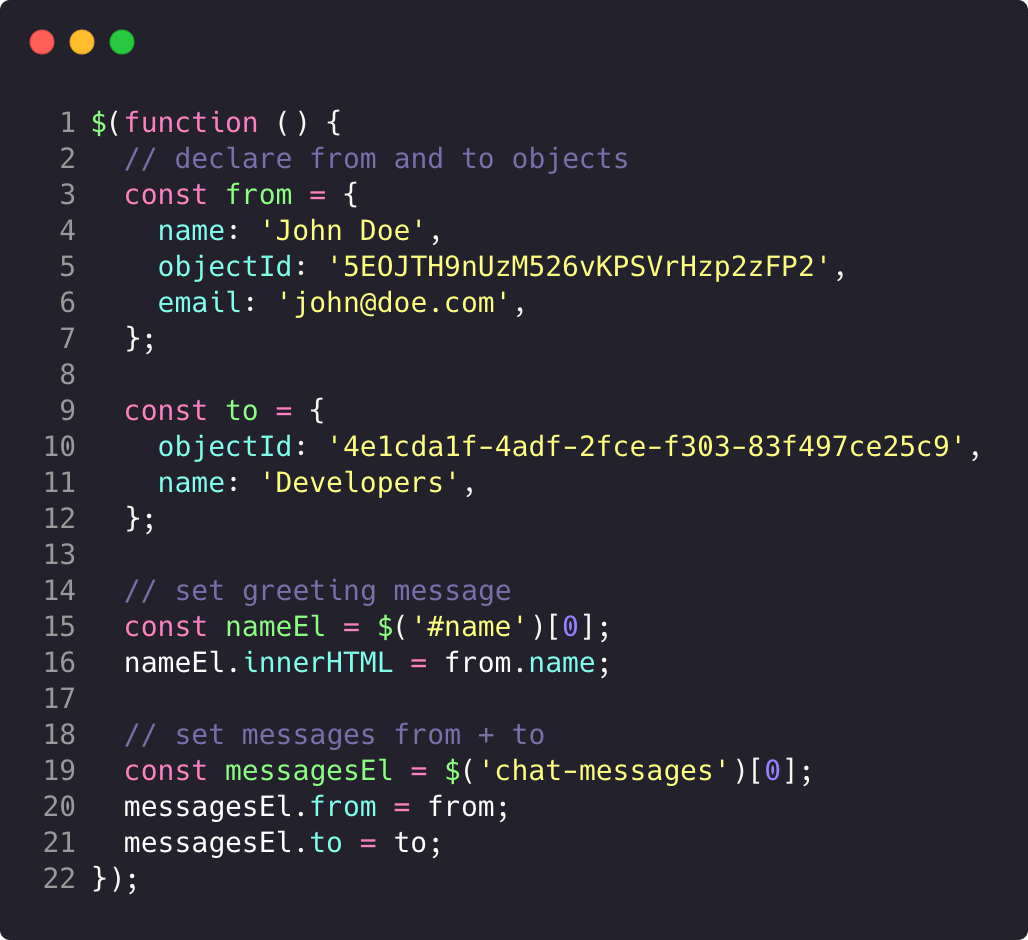 1 $(function () {
2   // declare from and to objects
3   const from = {
4     name: 'John Doe',
5     objectId: '5EOJTH9nUzM526vKPSVrHzp2zFP2',
6     email: 'john@doe.com',
7   };
8
9   const to = {
10     objectId: '4e1cda1f-4adf-2fce-f303-83f497ce25c9',
11     name: 'Developers',
12   };
13
14   // set greeting message
15   const nameEl = $('#name')[0];
16   nameEl.innerHTML = from.name;
17
18   // set messages from + to
19   const messagesEl = $('chat-messages')[0];
20   messagesEl.from = from;
21   messagesEl.to = to;
22 });